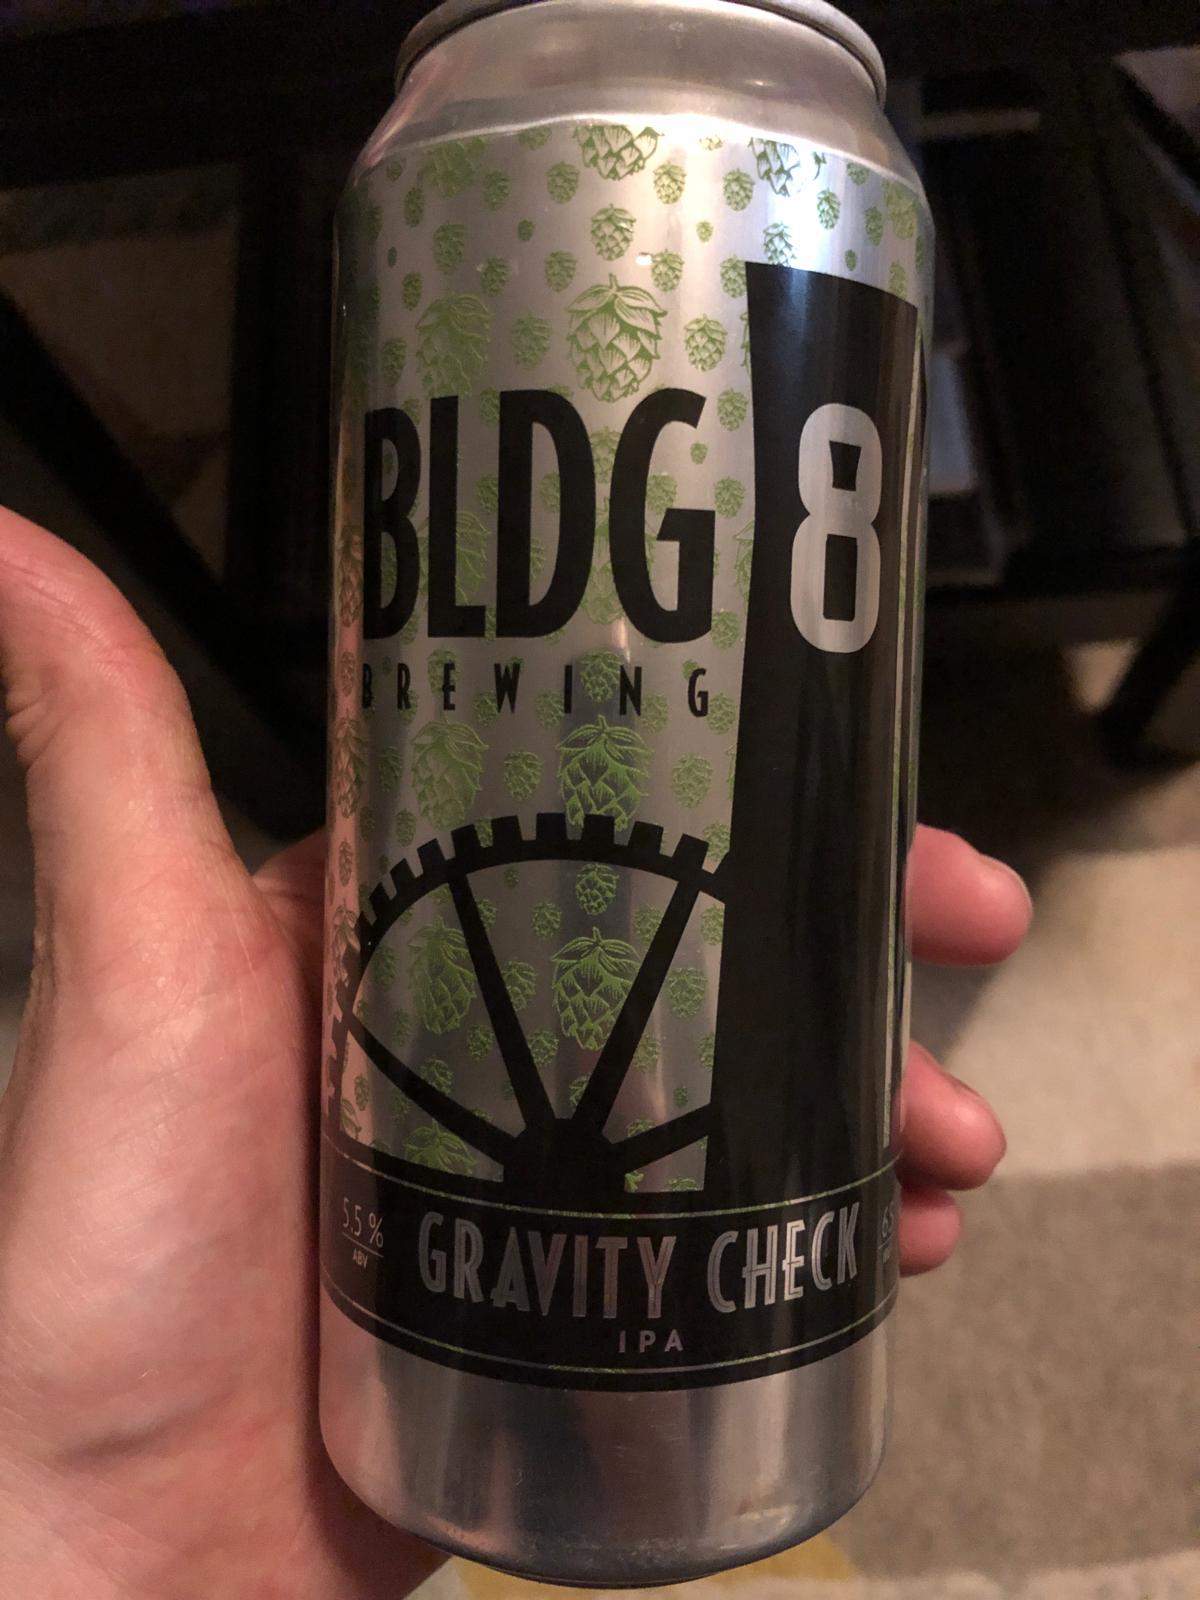 BLDG 8
BREWING
5.5 %
ABV
GRAVITY CHECK
IPA